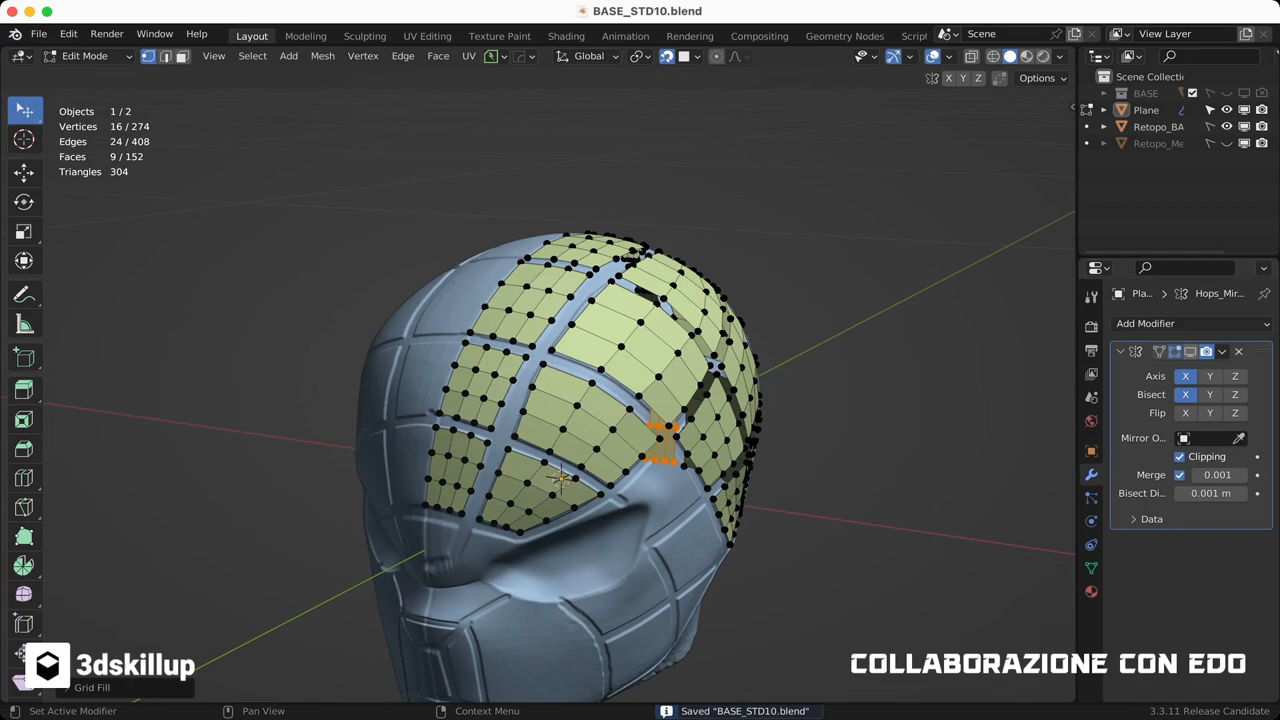 BASE_STD10.blend
File Edit Render Window Help
Layout Modeling Sculpting UV Editing Texture Paint Shading Animation Rendering Compositing Geometry Nodes Scrip
Scene View Layer
Edit Mode View Select Add Mesh Vertex Edge Face UV Global
X Y Z Options
Objects 1 / 2
Vertices 16 / 274
Edges 24 / 408
Faces 9 / 152
Triangles 304
Scene Collecti
BASE
Plane
Retopo_BA
Retopo_Me
Pla... Hops_Mir...
Add Modifier
Axis X Y Z
Bisect X Y Z
Flip X Y Z
Mirror O...
Clipping
Merge 0.001
Bisect Di... 0.001 m
Data
3dskillup
COLLABORAZIONE CON EDO
Grid Fill
Set Active Modifier Pan View Context Menu Saved "BASE_STD10.blend" 3.3.11 Release Candidate